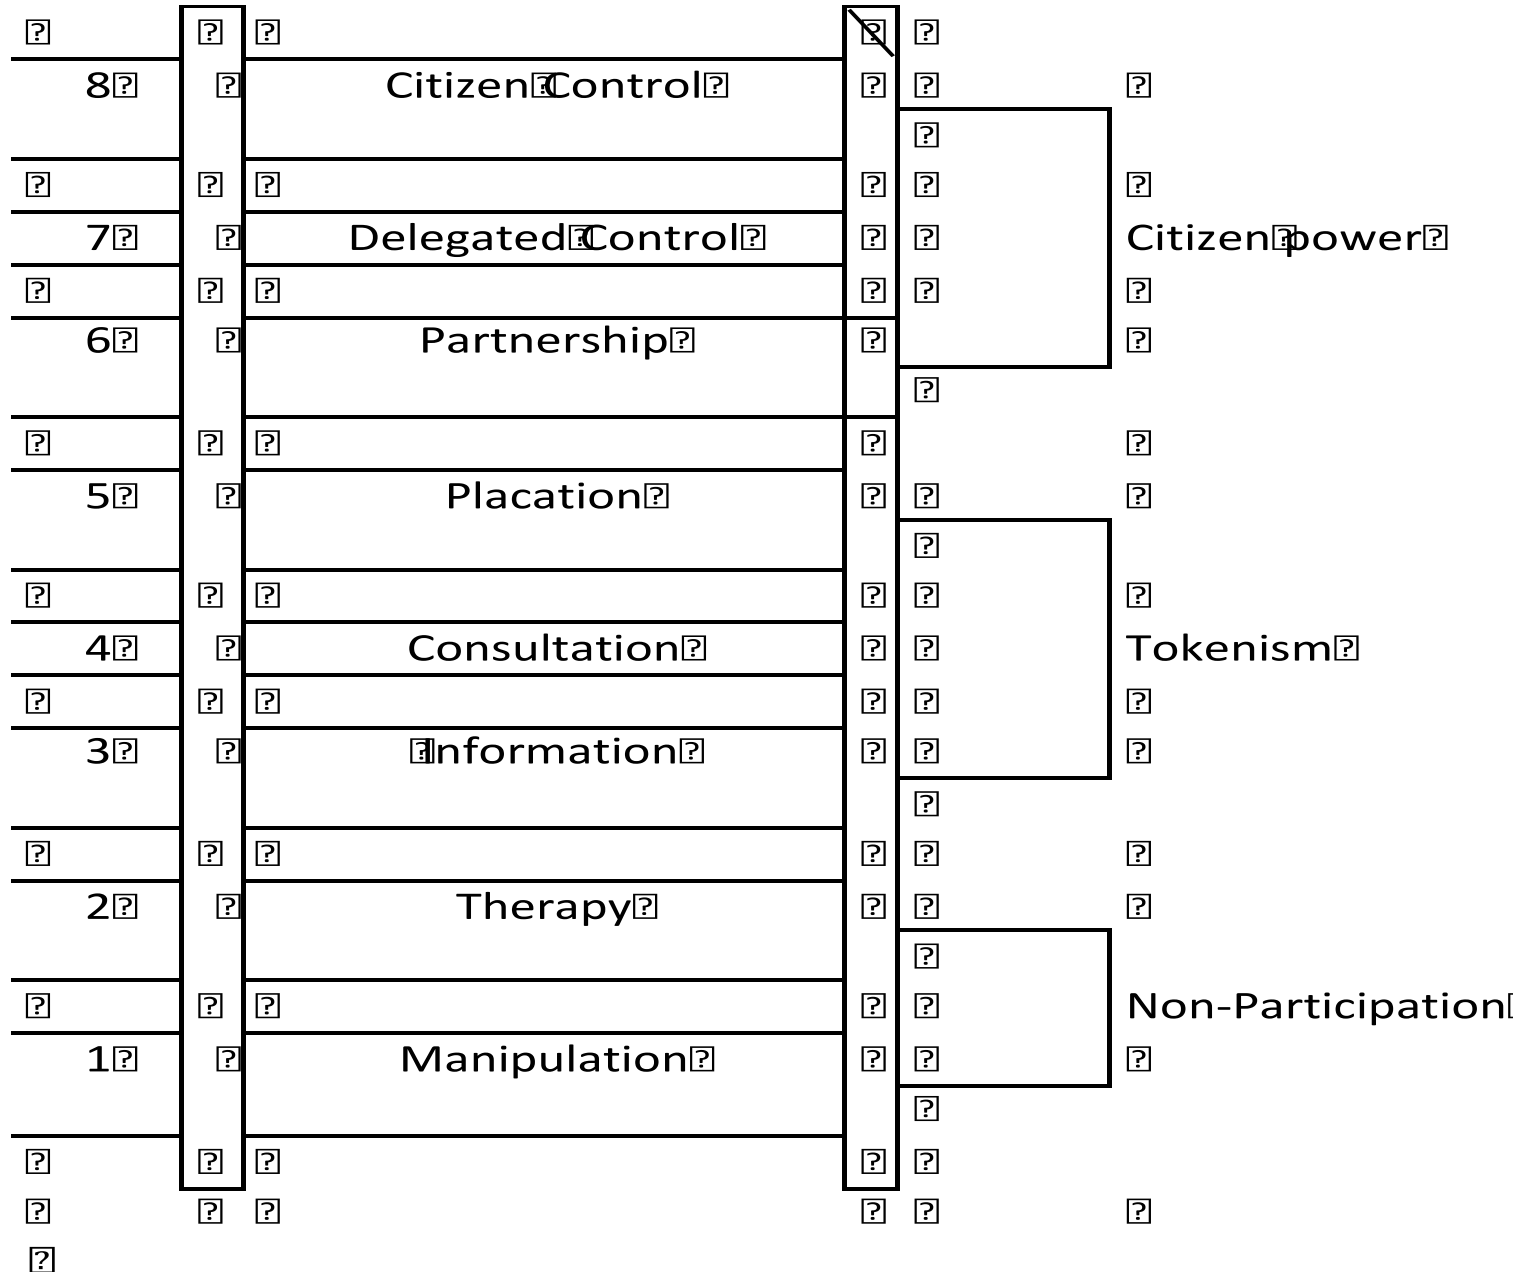 8 Citizen Control
7 Delegated Control Citizen power
6 Partnership
5 Placation
4 Consultation Tokenism
3 Information
2 Therapy
Non-Participation
1 Manipulation